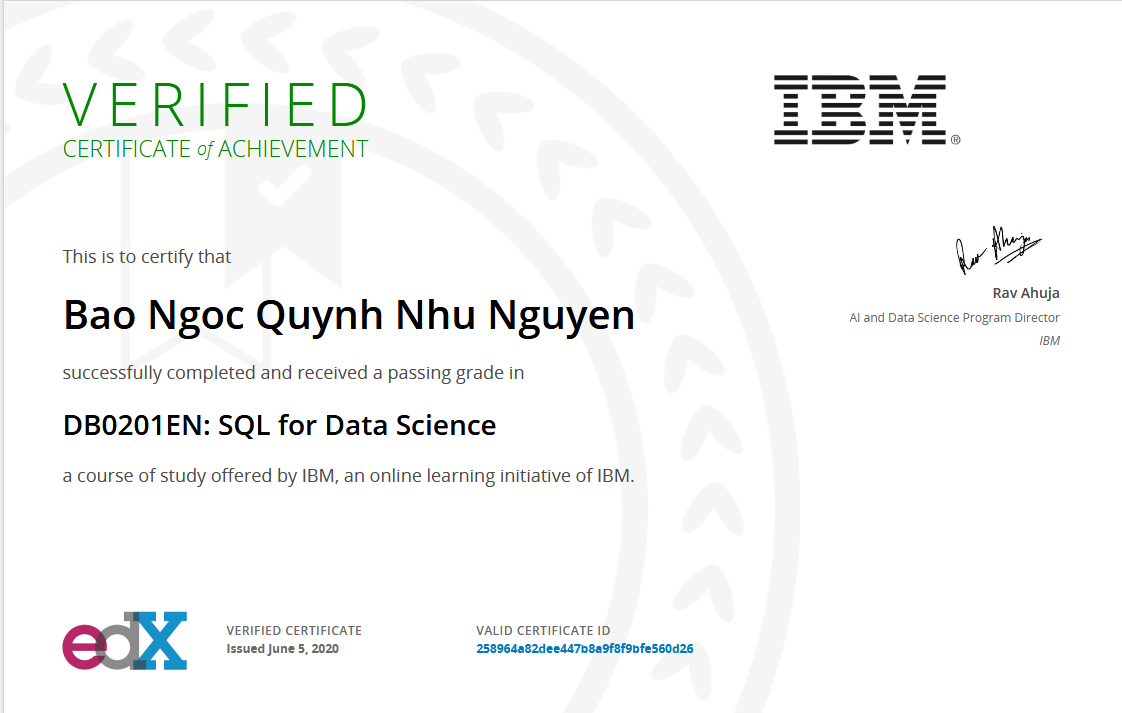 VERIFIED
CERTIFICATE of ACHIEVEMENT
IBM®
This is to certify that
Bao Ngoc Quynh Nhu Nguyen
successfully completed and received a passing grade in
DB0201EN: SQL for Data Science
a course of study offered by IBM, an online learning initiative of IBM.
Rav Ahuja
Rav Ahuja
AI and Data Science Program Director
IBM
edX
VERIFIED CERTIFICATE
Issued June 5, 2020
VALID CERTIFICATE ID
258964a82dee447b8a9f8f9bfe560d26